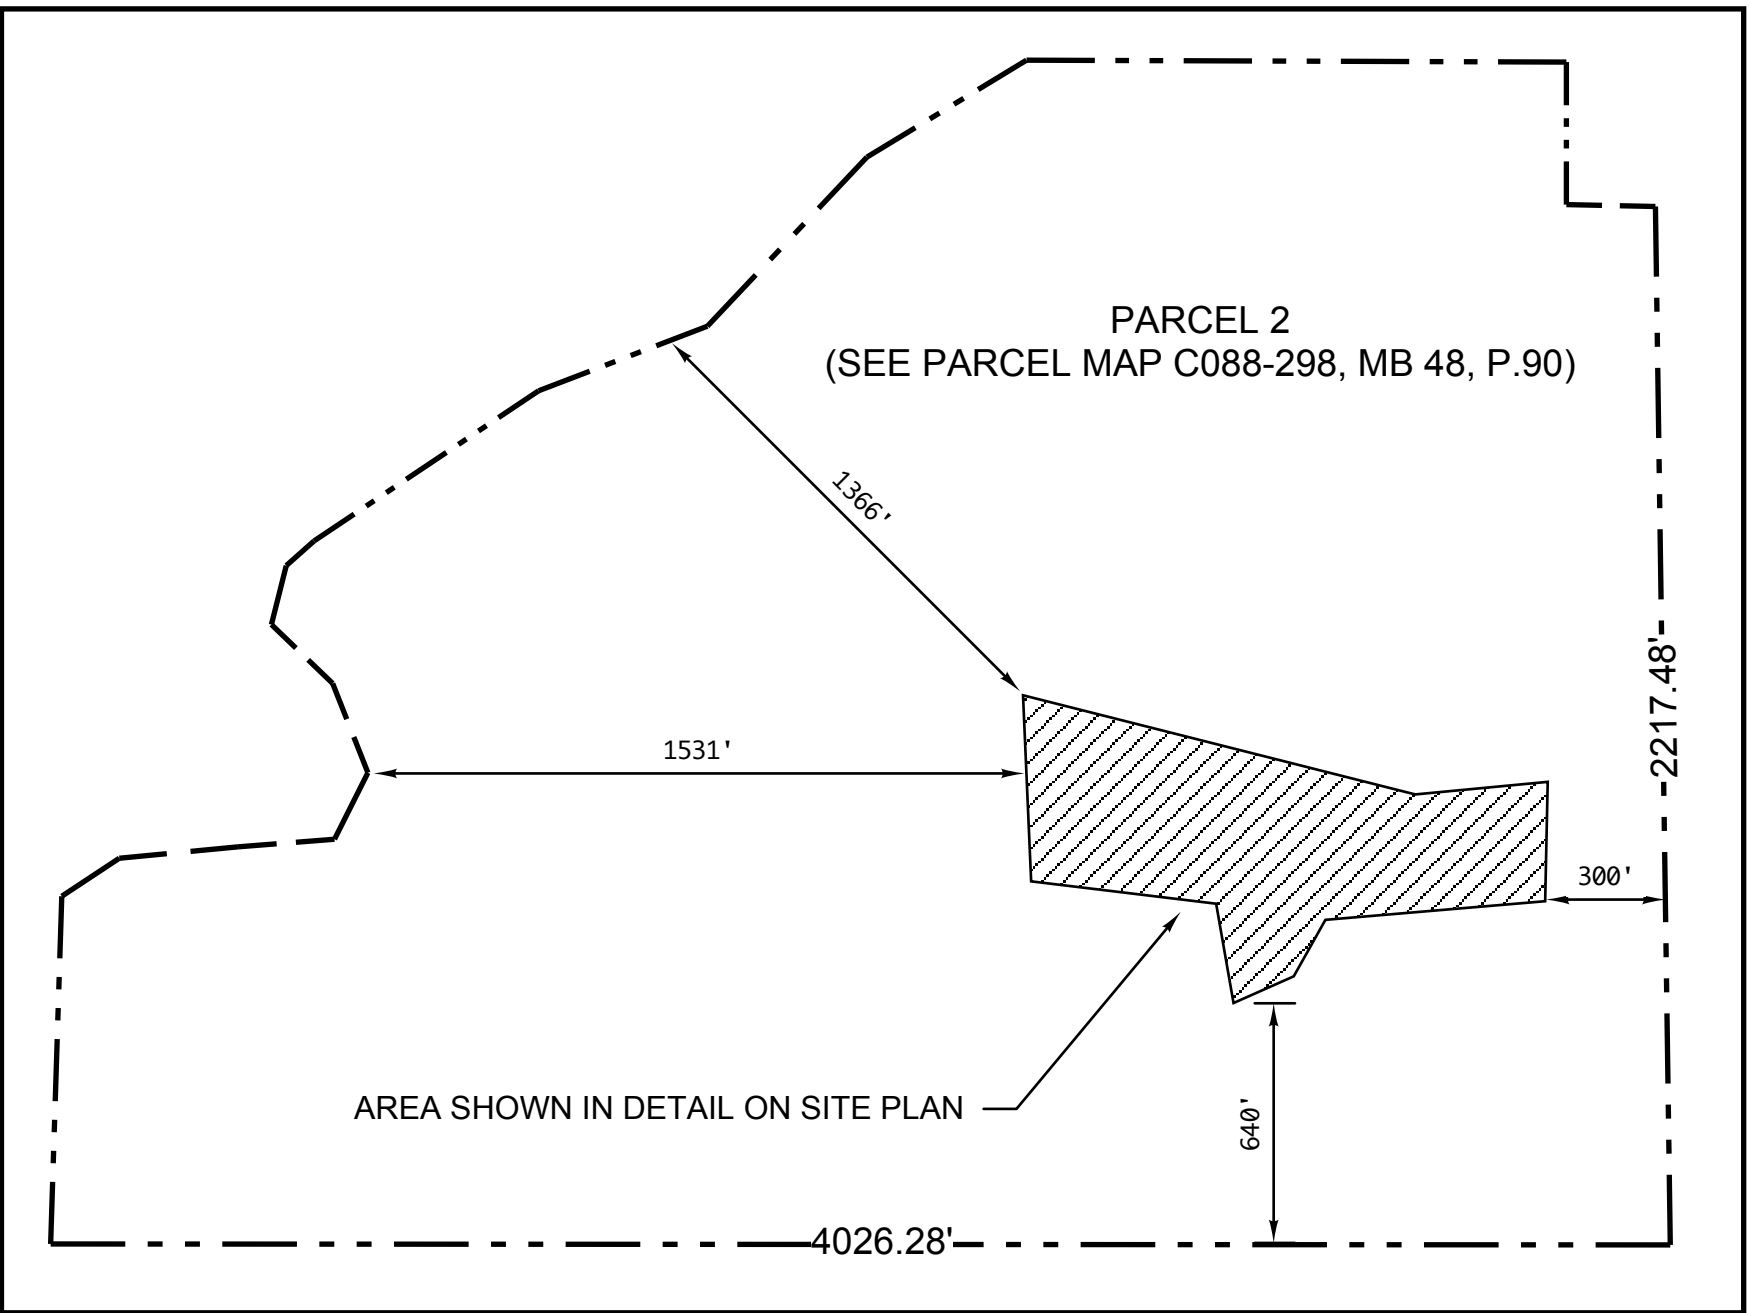 PARCEL 2
(SEE PARCEL MAP C088-298, MB 48, P.90)
1366'
2217.48'
1531'
300'
AREA SHOWN IN DETAIL ON SITE PLAN
640'
4026.28'